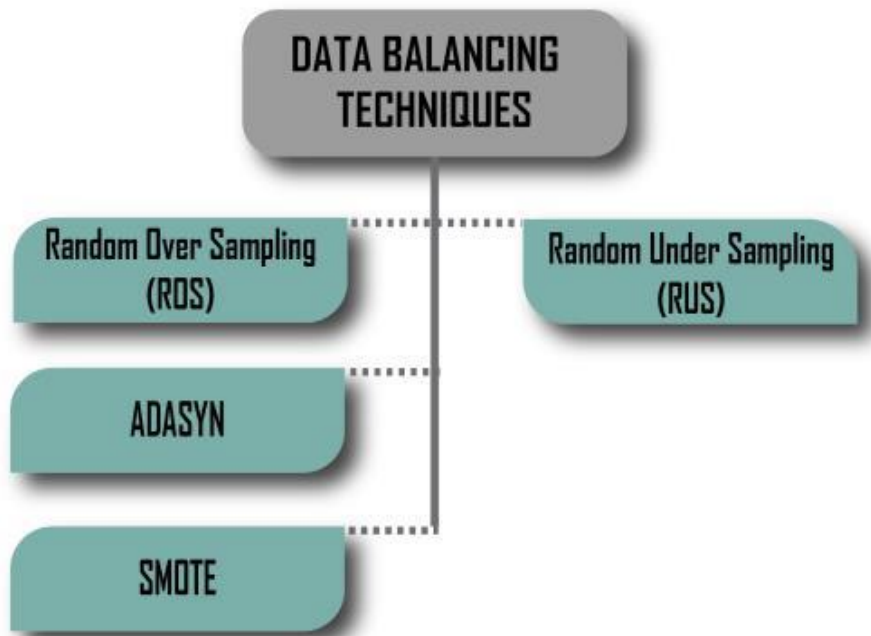 DATA BALANCING
TECHNIQUES
Random Over Sampling
(ROS)
Random Under Sampling
(RUS)
ADASYN
SMOTE